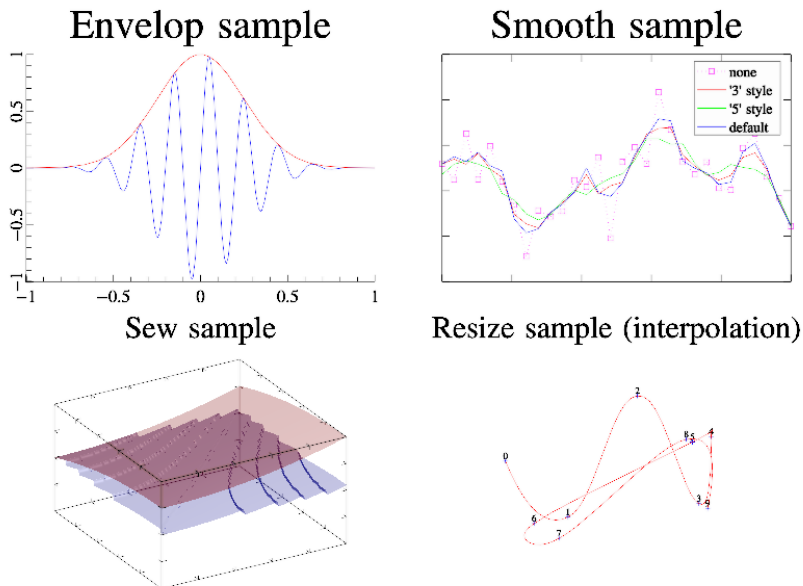 Envelop sample
Smooth sample
1
0.5
0
−0.5
−1
−1
−0.5
0
0.5
1
none
'3' style
'5' style
default
Sew sample
Resize sample (interpolation)
0
1
2
3
4
5
6
7
8
9